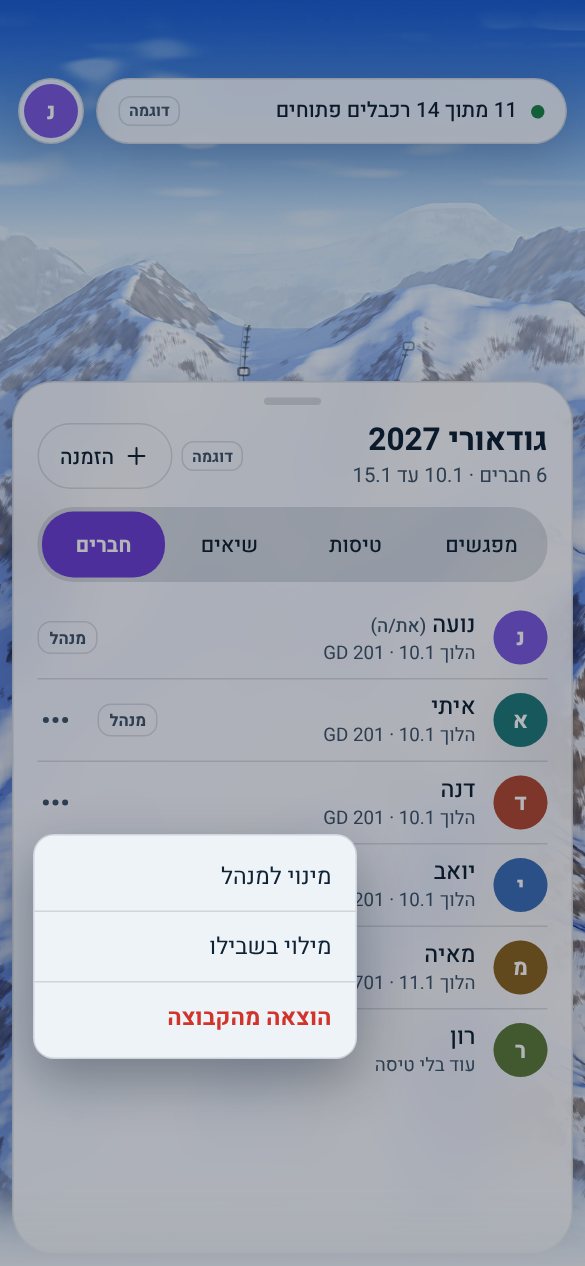 11 מתוך 14 רכבלים פתוחים
דוגמה
נ
גודאורי 2027
6 חברים · 10.1 עד 15.1
דוגמה
הזמנה
מפגשים
טיסות
שיאים
חברים
נ
נועה (את/ה)
הלוך 10.1 · GD 201
מנהל
א
איתי
הלוך 10.1 · GD 201
מנהל
ד
דנה
הלוך 10.1 · GD 201
י
יואב
הלוך 10.1 · 201
מ
מאיה
הלוך 11.1 · 701
ר
רון
עוד בלי טיסה
מינוי למנהל
מילוי בשבילו
הוצאה מהקבוצה